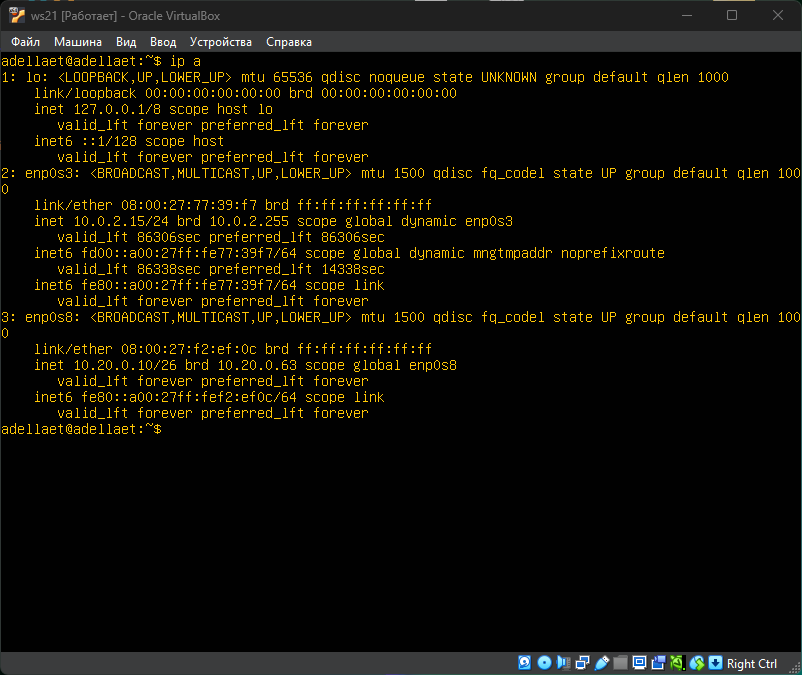 ws21 [Работает] - Oracle VirtualBox
Файл Машина Вид Ввод Устройства Справка
adellaet@adellaet:~$ ip a
1: lo: <LOOPBACK,UP,LOWER_UP> mtu 65536 qdisc noqueue state UNKNOWN group default qlen 1000
    link/loopback 00:00:00:00:00:00 brd 00:00:00:00:00:00
    inet 127.0.0.1/8 scope host lo
       valid_lft forever preferred_lft forever
    inet6 ::1/128 scope host
       valid_lft forever preferred_lft forever
2: enp0s3: <BROADCAST,MULTICAST,UP,LOWER_UP> mtu 1500 qdisc fq_codel state UP group default qlen 100
0
    link/ether 08:00:27:77:39:f7 brd ff:ff:ff:ff:ff:ff
    inet 10.0.2.15/24 brd 10.0.2.255 scope global dynamic enp0s3
       valid_lft 86306sec preferred_lft 86306sec
    inet6 fd00::a00:27ff:fe77:39f7/64 scope global dynamic mngtmpaddr noprefixroute
       valid_lft 86338sec preferred_lft 14338sec
    inet6 fe80::a00:27ff:fe77:39f7/64 scope link
       valid_lft forever preferred_lft forever
3: enp0s8: <BROADCAST,MULTICAST,UP,LOWER_UP> mtu 1500 qdisc fq_codel state UP group default qlen 100
0
    link/ether 08:00:27:f2:ef:0c brd ff:ff:ff:ff:ff:ff
    inet 10.20.0.10/26 brd 10.20.0.63 scope global enp0s8
       valid_lft forever preferred_lft forever
    inet6 fe80::a00:27ff:fef2:ef0c/64 scope link
       valid_lft forever preferred_lft forever
adellaet@adellaet:~$
Right Ctrl